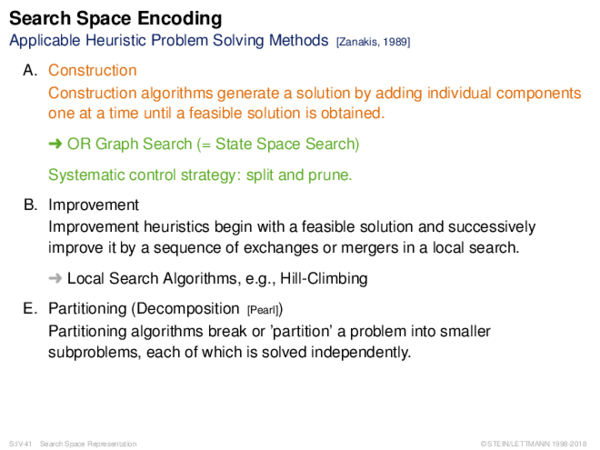 Search Space Encoding
Applicable Heuristic Problem Solving Methods [Zanakis, 1989]
A. Construction
Construction algorithms generate a solution by adding individual components
one at a time until a feasible solution is obtained.
➜ OR Graph Search (= State Space Search)
Systematic control strategy: split and prune.
B. Improvement
Improvement heuristics begin with a feasible solution and successively
improve it by a sequence of exchanges or mergers in a local search.
➜ Local Search Algorithms, e.g., Hill-Climbing
E. Partitioning (Decomposition [Pearl])
Partitioning algorithms break or 'partition' a problem into smaller
subproblems, each of which is solved independently.
S:IV-41 Search Space Representation © STEIN/LETTMANN 1998-2018